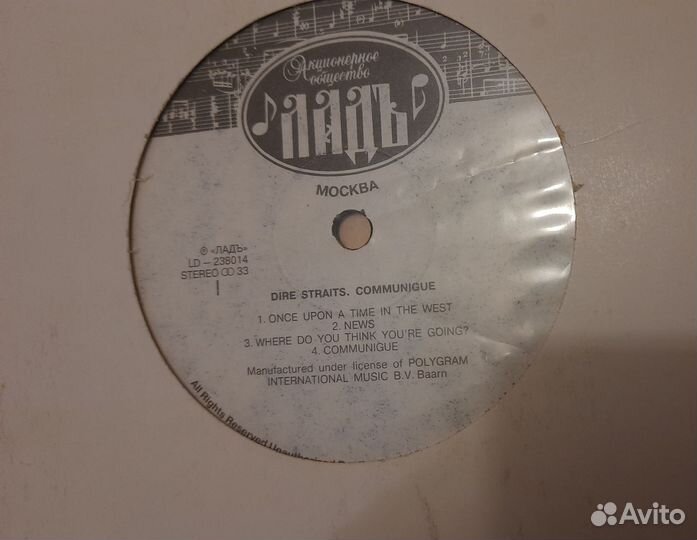 Акционерное
общество
ЛАДЪ
МОСКВА
℗ «ЛАДЪ»
LD – 238014
STEREO 33
I
DIRE STRAITS. COMMUNIGUE
1. ONCE UPON A TIME IN THE WEST
2. NEWS
3. WHERE DO YOU THINK YOU'RE GOING?
4. COMMUNIGUE
Manufactured under license of POLYGRAM
INTERNATIONAL MUSIC B.V. Baarn
All Rights Reserved
Avito